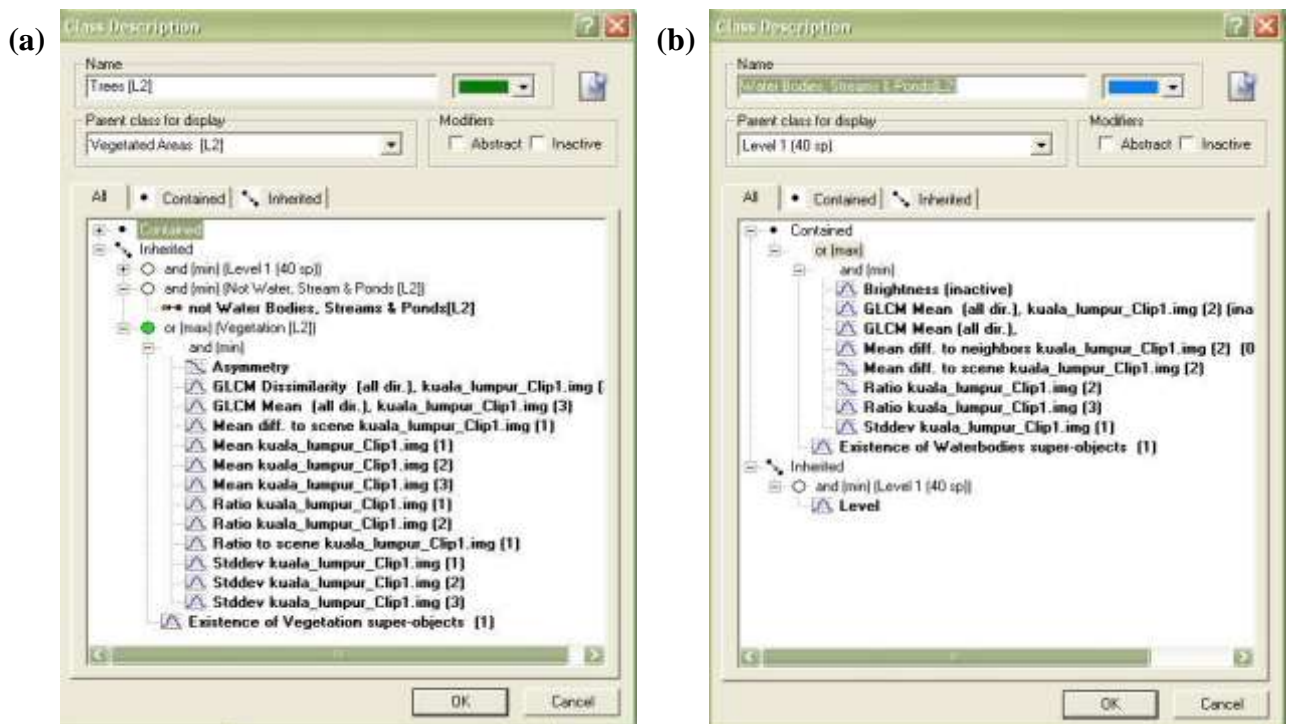 (a)
Class Description
Name
Trees [L2]
Parent class for display
Vegetated Areas [L2]
Modifiers
Abstract Inactive
All Contained Inherited
Contained
Inherited
and (min) (Level 1 (40 sp))
and (min) (Not Water, Stream & Ponds [L2])
not Water Bodies, Streams & Ponds[L2]
or (max) (Vegetation [L2])
and (min)
Asymmetry
GLCM Dissimilarity (all dir.), kuala_lumpur_Clip1.img (
GLCM Mean (all dir.), kuala_lumpur_Clip1.img (3)
Mean diff. to scene kuala_lumpur_Clip1.img (1)
Mean kuala_lumpur_Clip1.img (1)
Mean kuala_lumpur_Clip1.img (2)
Mean kuala_lumpur_Clip1.img (3)
Ratio kuala_lumpur_Clip1.img (1)
Ratio kuala_lumpur_Clip1.img (2)
Ratio to scene kuala_lumpur_Clip1.img (1)
Stddev kuala_lumpur_Clip1.img (1)
Stddev kuala_lumpur_Clip1.img (2)
Stddev kuala_lumpur_Clip1.img (3)
Existence of Vegetation super-objects (1)
OK Cancel
(b)
Class Description
Name
Water Bodies, Streams & Ponds[L2]
Parent class for display
Level 1 (40 sp)
Modifiers
Abstract Inactive
All Contained Inherited
Contained
or (max)
and (min)
Brightness (inactive)
GLCM Mean (all dir.), kuala_lumpur_Clip1.img (2) (ina
GLCM Mean (all dir.),
Mean diff. to neighbors kuala_lumpur_Clip1.img (2) (0
Mean diff. to scene kuala_lumpur_Clip1.img (2)
Ratio kuala_lumpur_Clip1.img (2)
Ratio kuala_lumpur_Clip1.img (3)
Stddev kuala_lumpur_Clip1.img (1)
Existence of Waterbodies super-objects (1)
Inherited
and (min) (Level 1 (40 sp))
Level
OK Cancel